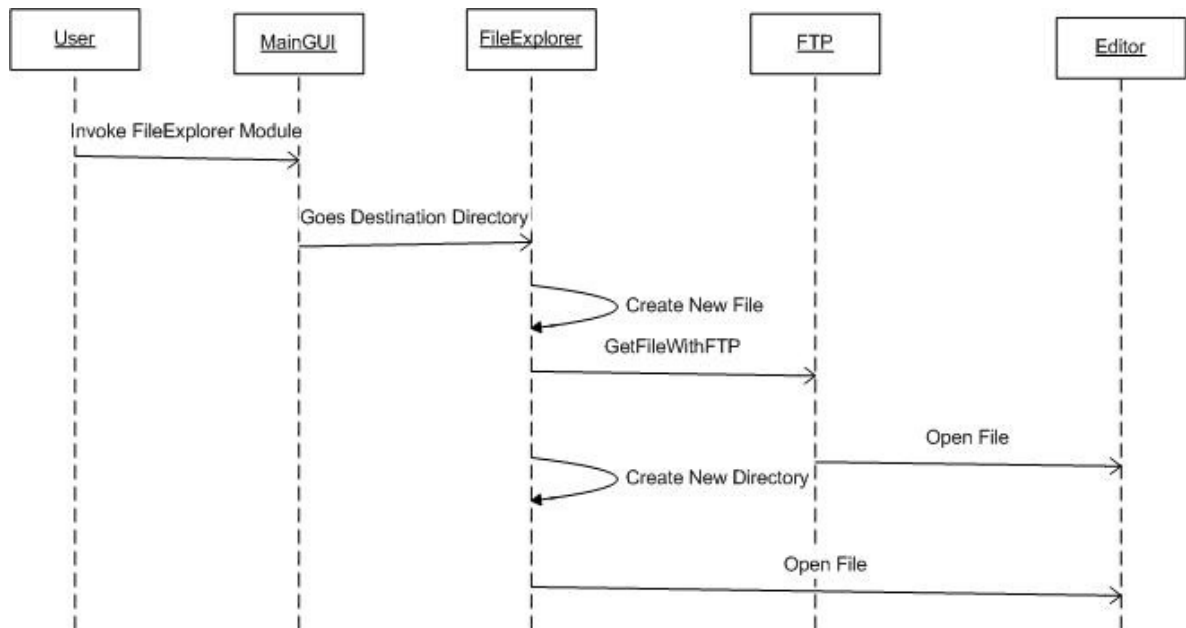 User
MainGUI
FileExplorer
FTP
Editor
Invoke FileExplorer Module
Goes Destination Directory
Create New File
GetFileWithFTP
Open File
Create New Directory
Open File